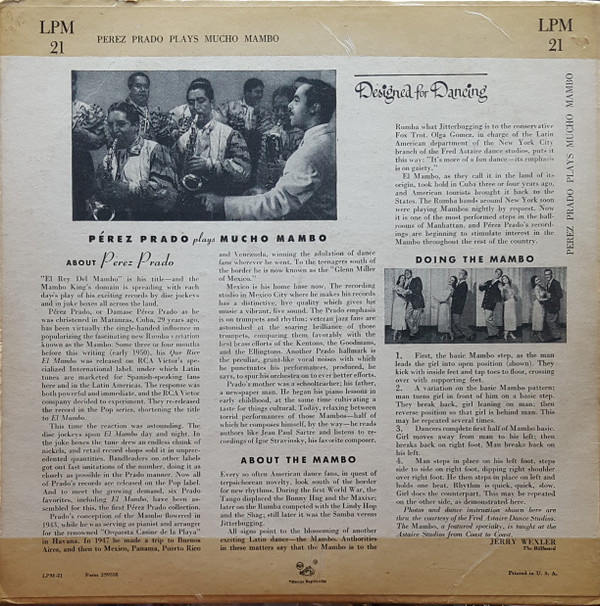 LPM
21
PEREZ PRADO PLAYS MUCHO MAMBO
LPM
21
PEREZ PRADO PLAYS MUCHO MAMBO
Designed for Dancing
PÉREZ PRADO plays MUCHO MAMBO
ABOUT Perez Prado
"El Rey Del Mambo" is his title—and the
Mambo King's domain is spreading with each
day's play of his exciting records by disc jockeys
and in juke boxes all across the land.
Pérez Prado, or Damase Pérez Prado as he
was christened in Matanzas, Cuba, 29 years ago,
has been virtually the single-handed influence in
popularizing the fascinating new Rumba variation
known as the Mambo. Some three or four months
before this writing (early 1950), his Que Rico
El Mambo was released on RCA Victor's spe-
cialized International label, under which Latin
tunes are marketed for Spanish-speaking fans
here and in the Latin Americas. The response was
both powerful and immediate, and the RCA Victor
company decided to experiment. They re-released
the record in the Pop series, shortening the title
to El Mambo.
This time the reaction was astounding. The
disc jockeys spun El Mambo day and night. In
the juke boxes the tune drew an endless chunk of
nickels, and retail record shops sold it in unprec-
edented quantities. Bandleaders on other labels
got out fast imitations of the number, doing it as
closely as possible in the Prado manner. Now all
of Prado's records are released on the Pop label.
And to meet the growing demand, six Prado
favorites, including El Mambo, have been as-
sembled for this, the first Pérez Prado collection.
Prado's conception of the Mambo flowered in
1943, while he was serving as pianist and arranger
for the renowned "Orquesta Casino de la Playa"
in Havana. In 1947 he made a trip to Buenos
Aires, and then to Mexico, Panama, Puerto Rico
and Venezuela, winning the adulation of dance
fans wherever he went. To the teenagers south of
the border he is now known as the "Glenn Miller
of Mexico."
Mexico is his home base now. The recording
studio in Mexico City where he makes his records
has a distinctive, live quality which gives his
music a vibrant, live sound. The Prado emphasis
is on trumpets and rhythm; veteran jazz fans are
astonished at the soaring brilliance of those
trumpets, comparing them favorably with the
best brass efforts of the Kentons, the Goodmans,
and the Ellingtons. Another Prado hallmark is
the peculiar, grunt-like vocal noises with which
he punctuates his performances, produced, he
says, to spur his orchestra on to ever better efforts.
Prado's mother was a schoolteacher; his father,
a newspaper man. He began his piano lessons in
early childhood, at the same time cultivating a
taste for things cultural. Today, relaxing between
torrid performances of those Mambos—half of
which he composes himself, by the way—he reads
authors like Jean Paul Sartre and listens to re-
cordings of Igor Stravinsky, his favorite composer.
ABOUT THE MAMBO
Every so often American dance fans, in quest of
terpsichorean novelty, look south of the border
for new rhythms. During the first World War, the
Tango displaced the Bunny Hug and the Maxixe;
later on the Rumba competed with the Lindy Hop
and the Sing; still later it was the Samba versus
Jitterbugging.
All signs point to the blossoming of another
existing Latin dance—the Mambo. Authorities
in these matters say that the Mambo is to the
Rumba what Jitterbugging is to the conservative
Fox Trot. Olga Gomez, in charge of the Latin
American department of the New York City
branch of the Fred Astaire dance studios, puts it
this way: "It's more of a fun dance—its emphasis
is on gaiety."
El Mambo, as they call it in the land of its
origin, took hold in Cuba three or four years ago,
and American tourists brought it back to the
States. The Rumba bands around New York soon
were playing Mambos nightly by request. Now
it is one of the most performed steps in the ball-
rooms of Manhattan, and Pérez Prado's record-
ings are beginning to stimulate interest in the
Mambo throughout the rest of the country.
DOING THE MAMBO
1. First, the basic Mambo step, as the man
leads the girl into open position (shown). They
kick with inside feet and tap toes to floor, crossing
over with supporting feet.
2. A variation on the basic Mambo pattern:
man turns girl in front of him on a basic step.
They break back, girl leaning on man; then
reverse position so that girl is behind man. This
may be repeated several times.
3. Dancers complete first half of Mambo basic.
Girl moves away from man to his left; then
breaks back on right foot. Man breaks back on
his left.
4. Man steps in place on his left foot, steps
side to side on right foot, dipping right shoulder
over right foot. He then steps in place on left and
holds one beat. Rhythm is quick, quick, slow.
Girl does the counterpart. This may be repeated
on the other side, as demonstrated here.
Photos and dance instruction shown here are
thru the courtesy of the Fred Astaire Dance Studios.
The Mambo, a featured specialty, is taught at the
Astaire Studios from Coast to Coast.
JERRY WEXLER
The Billboard
LPM-21
Printed in U. S. A.